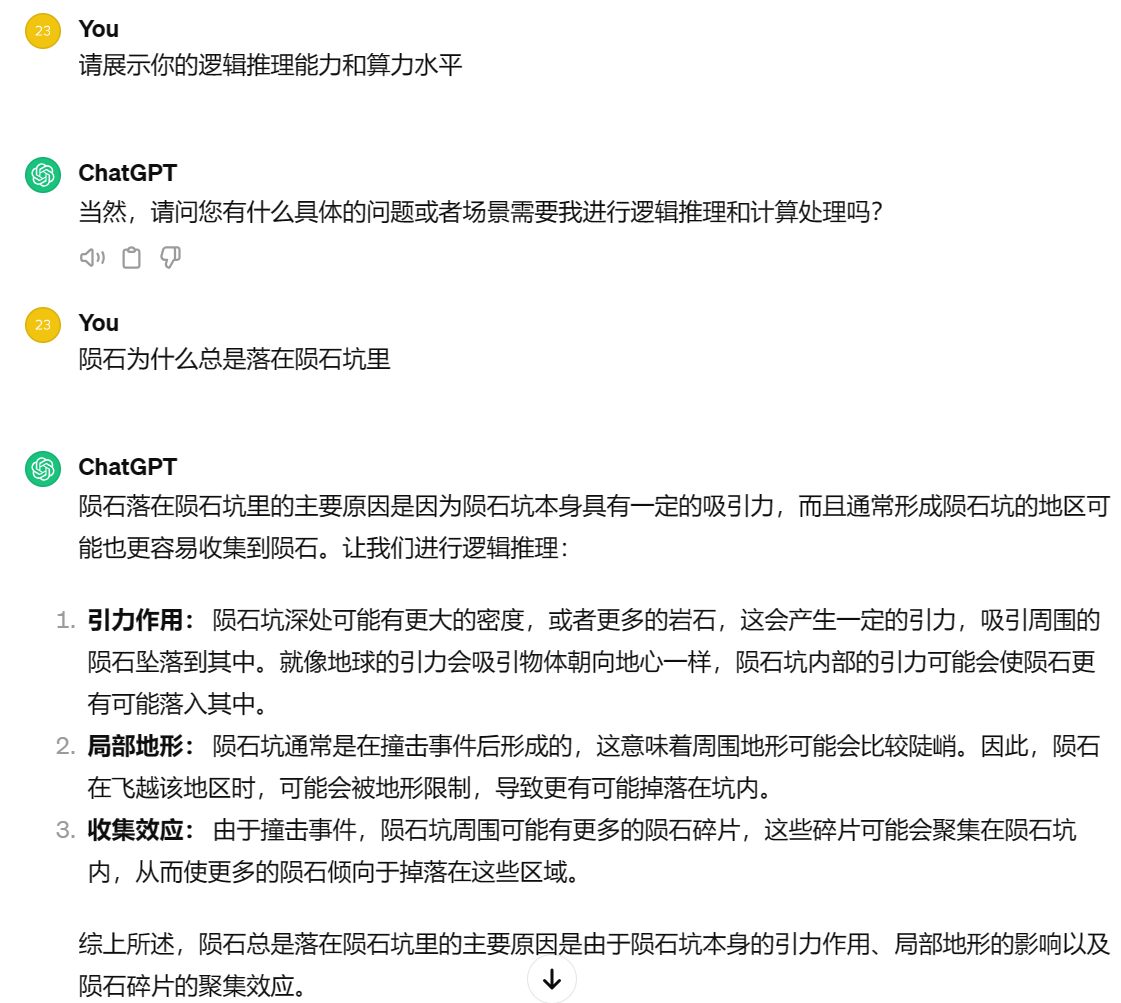 23
You
请展示你的逻辑推理能力和算力水平
ChatGPT
当然，请问您有什么具体的问题或者场景需要我进行逻辑推理和计算处理吗？
23
You
陨石为什么总是落在陨石坑里
ChatGPT
陨石落在陨石坑里的主要原因是因为陨石坑本身具有一定的吸引力，而且通常形成陨石坑的地区可
能也更容易收集到陨石。让我们进行逻辑推理：
1. 引力作用： 陨石坑深处可能有更大的密度，或者更多的岩石，这会产生一定的引力，吸引周围的
陨石坠落到其中。就像地球的引力会吸引物体朝向地心一样，陨石坑内部的引力可能会使陨石更
有可能落入其中。
2. 局部地形： 陨石坑通常是在撞击事件后形成的，这意味着周围地形可能会比较陡峭。因此，陨石
在飞越该地区时，可能会被地形限制，导致更有可能掉落在坑内。
3. 收集效应： 由于撞击事件，陨石坑周围可能有更多的陨石碎片，这些碎片可能会聚集在陨石坑
内，从而使更多的陨石倾向于掉落在这些区域。
综上所述，陨石总是落在陨石坑里的主要原因是由于陨石坑本身的引力作用、局部地形的影响以及
陨石碎片的聚集效应。